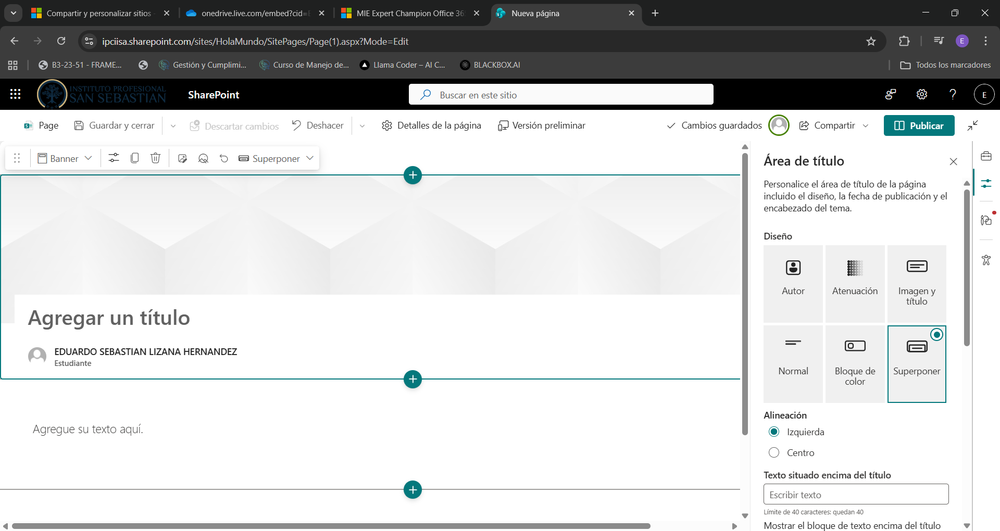 Compartir y personalizar sitios
onedrive.live.com/embed?cid=
MIE Expert Champion Office 36
Nueva página
ipciisa.sharepoint.com/sites/HolaMundo/SitePages/Page(1).aspx?Mode=Edit
E
B3-23-51 - FRAME...
Gestión y Cumplimi...
Curso de Manejo de...
Llama Coder – AI C...
BLACKBOX.AI
Todos los marcadores
INSTITUTO PROFESIONAL
SAN SEBASTIAN
SharePoint
Buscar en este sitio
?
E
Page
Guardar y cerrar
Descartar cambios
Deshacer
Detalles de la página
Versión preliminar
Cambios guardados
Compartir
Publicar
Banner
Superponer
Agregar un título
EDUARDO SEBASTIAN LIZANA HERNANDEZ
Estudiante
Agregue su texto aquí.
Área de título
Personalice el área de título de la página
incluido el diseño, la fecha de publicación y el
encabezado del tema.
Diseño
Autor
Atenuación
Imagen y
título
Normal
Bloque de
color
Superponer
Alineación
Izquierda
Centro
Texto situado encima del título
Escribir texto
Límite de 40 caracteres: quedan 40
Mostrar el bloque de texto encima del título